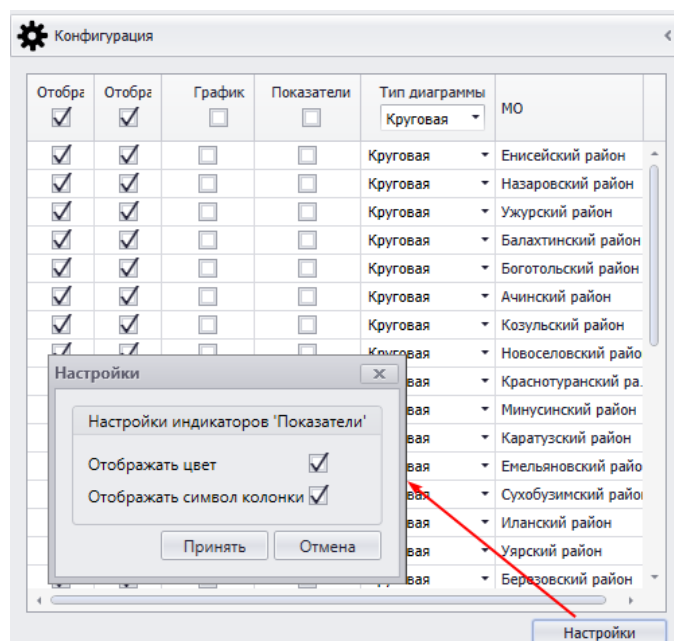 Конфигурация
Отобра Отобра График Показатели Тип диаграммы МО
Круговая
Круговая Енисейский район
Круговая Назаровский район
Круговая Ужурский район
Круговая Балахтинский район
Круговая Боготольский район
Круговая Ачинский район
Круговая Козульский район
Круговая Новоселовский райо
Настройки
вая Краснотуранский ра.
Настройки индикаторов 'Показатели'
вая Минусинский район
вая Каратузский район
Отображать цвет
вая Емельяновский райо
Отображать символ колонки
вая Сухобузимский райо
вая Иланский район
Принять Отмена
вая Уярский район
вая Березовский район
Настройки